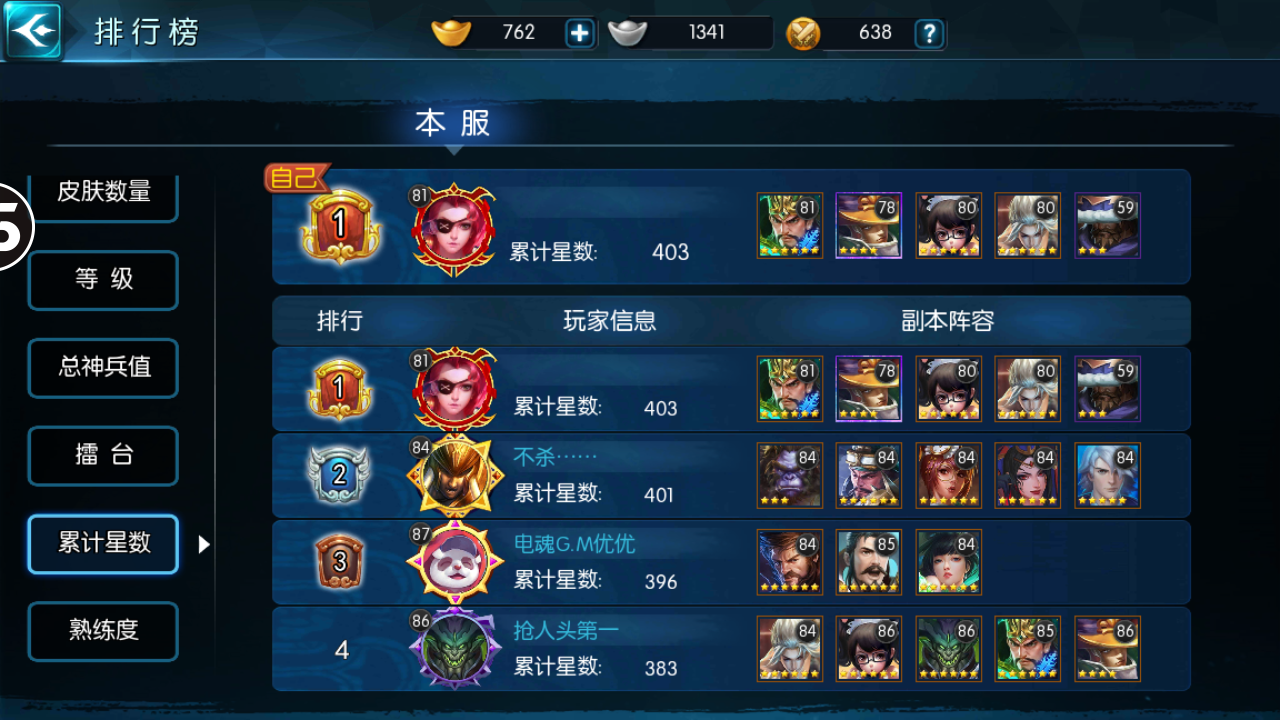 排行榜 762 1341 638 ?
本服
皮肤数量
等级
总神兵值
擂台
累计星数
熟练度
5
自己
1 81 累计星数: 403 81 78 80 80 59
排行 玩家信息 副本阵容
1 81 累计星数: 403 81 78 80 80 59
2 84 不杀…… 84 84 84 84 84
累计星数: 401
3 87 电魂G.M优优 84 85 84
累计星数: 396
4 86 抢人头第一 84 86 86 85 86
累计星数: 383